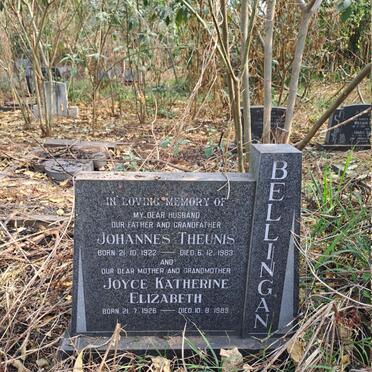 IN LOVING MEMORY OF
MY DEAR HUSBAND
OUR FATHER AND GRANDFATHER
JOHANNES THEUNIS
BORN 21.10.1922 — DIED 6.12.1983
AND
OUR DEAR MOTHER AND GRANDMOTHER
JOYCE KATHERINE
ELIZABETH
BORN 21.7.1926 — DIED 10.8.1989
BELLINGAN